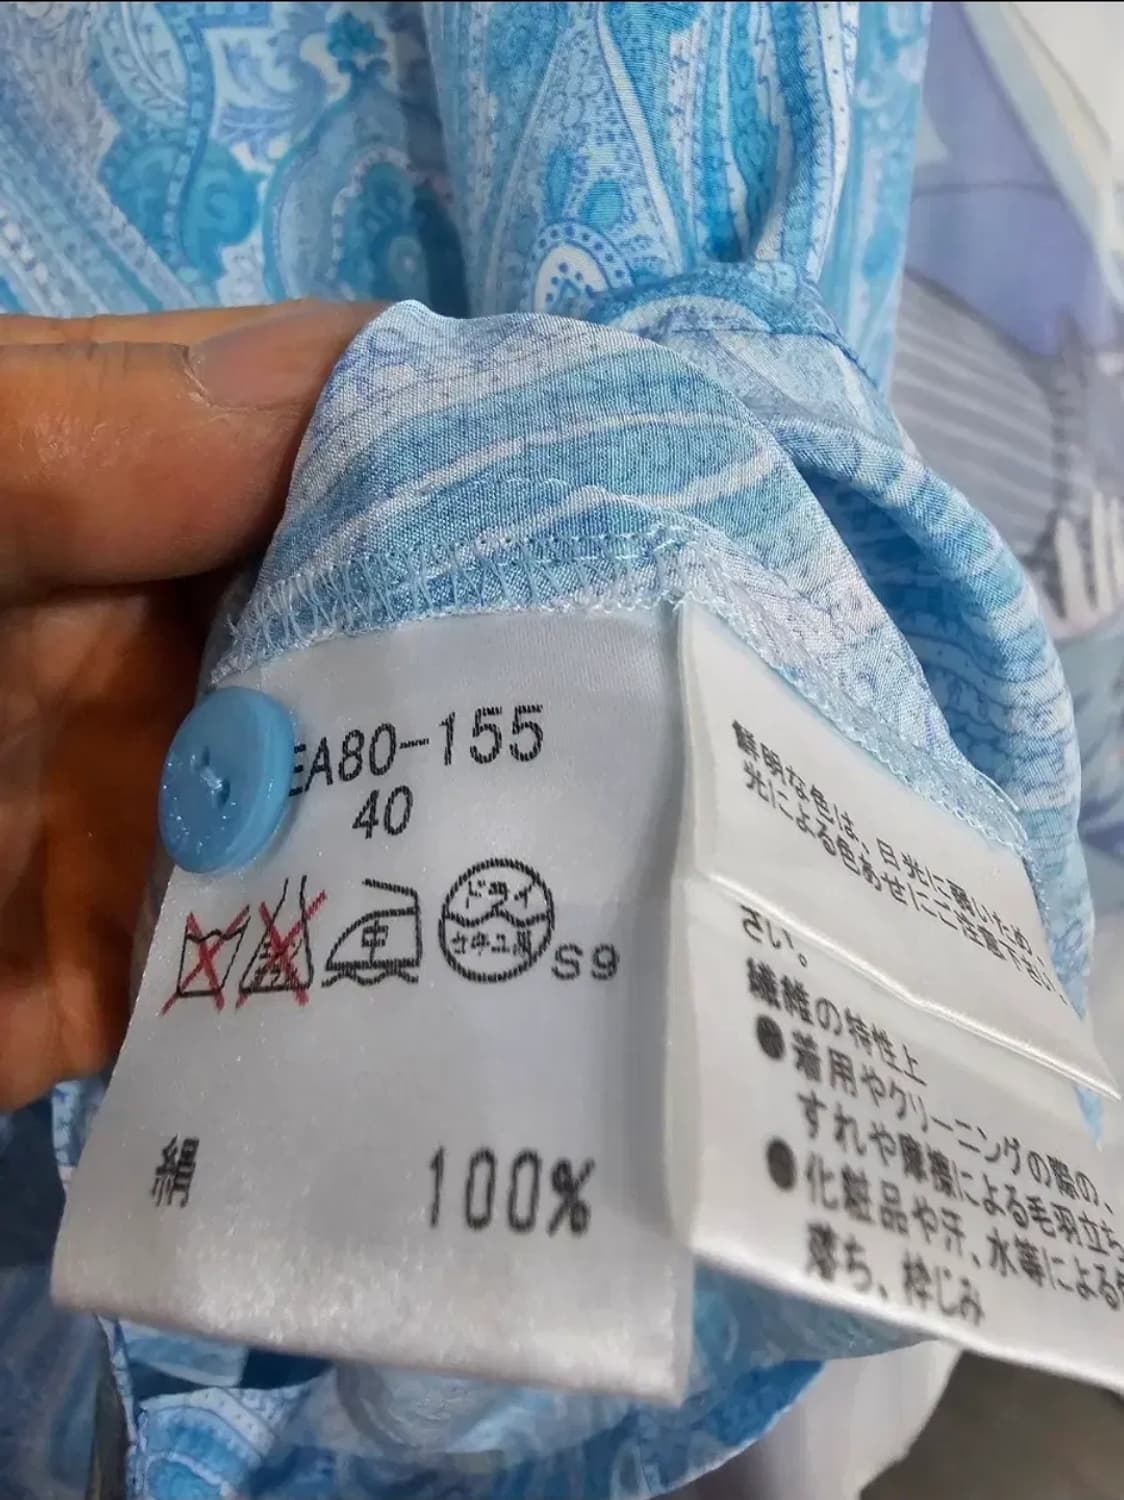 EA80-155
40
中
ドライ
セキユ系
S9
絹 100%
鮮明な色は、日光に弱いため、
光による色あせにご注意下さい。
さい。
繊維の特性上
●着用やクリーニングの際の、
すれや摩擦による毛羽立ち
●化粧品や汗、水等による
落ち、枠じみ